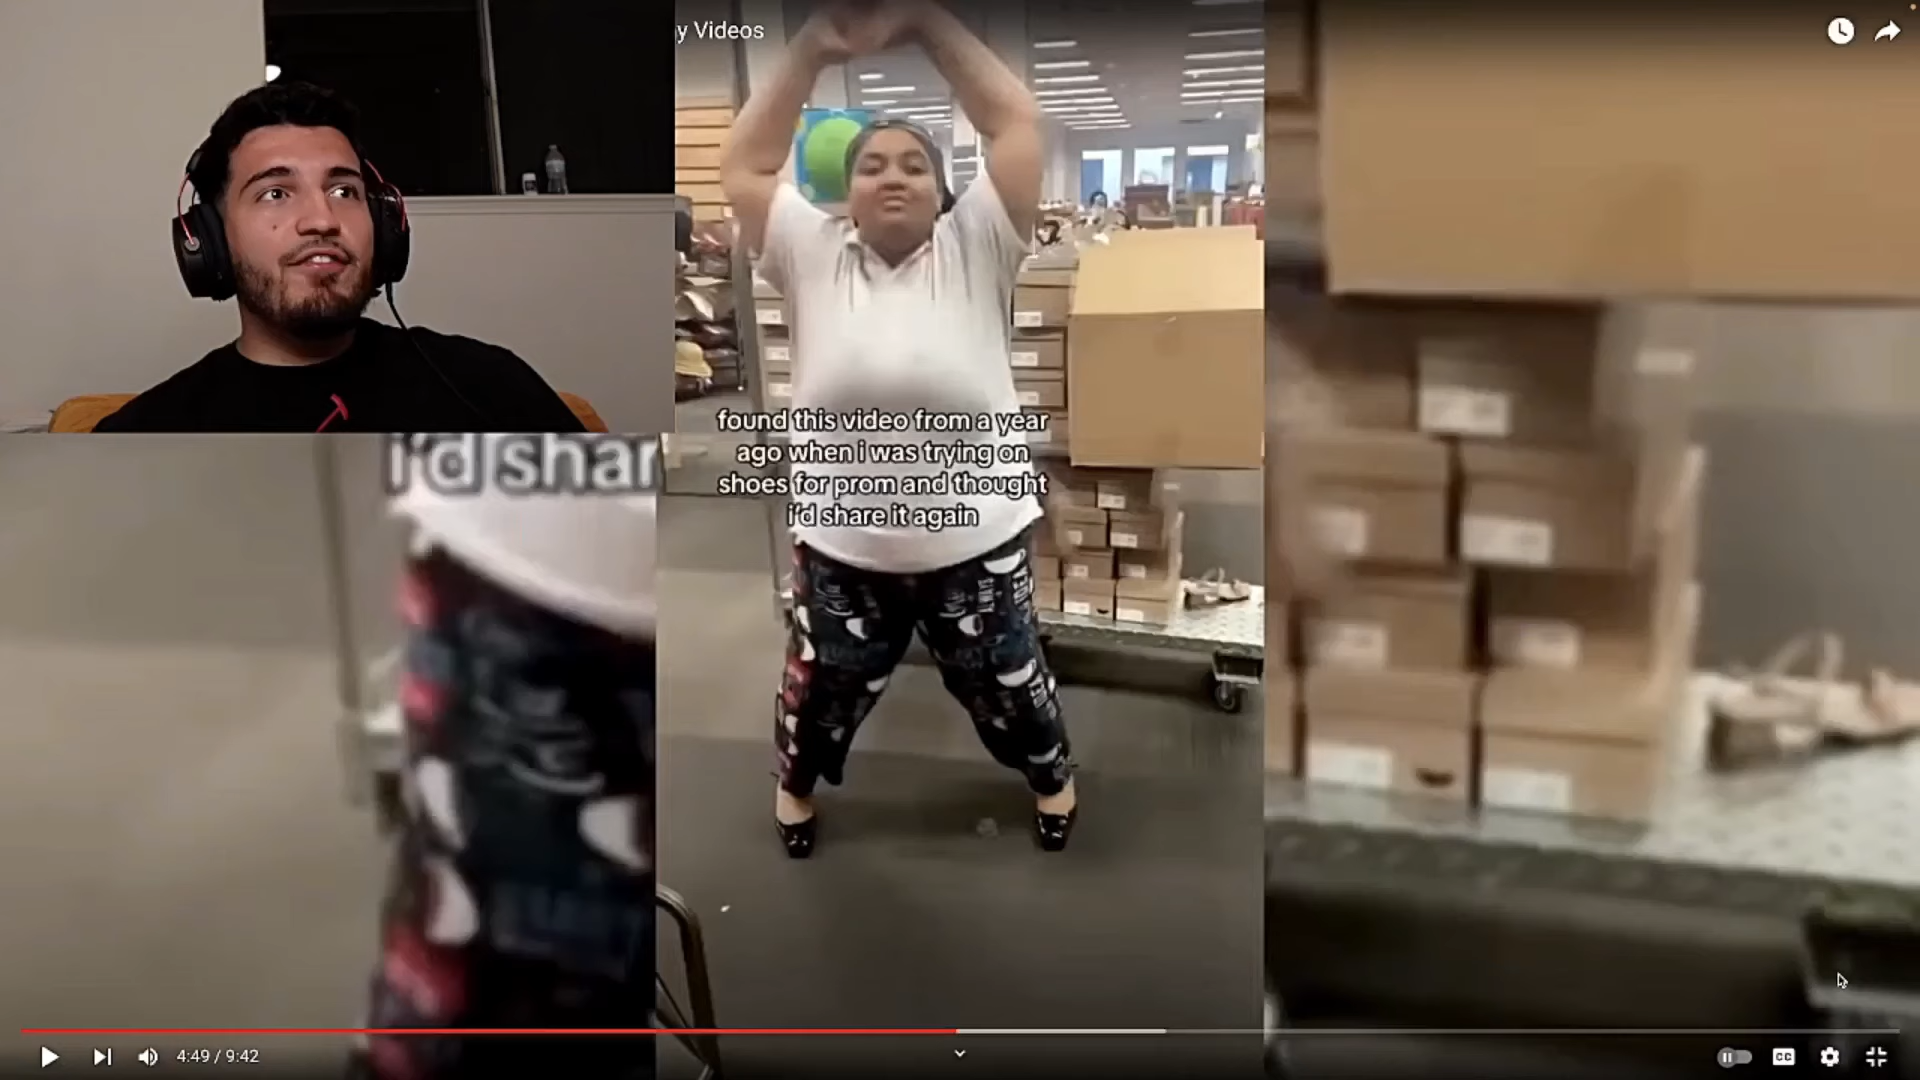 y Videos
found this video from a year
ago when i was trying on
shoes for prom and thought
i'd share it again
i'd shar
4:49 / 9:42
CC